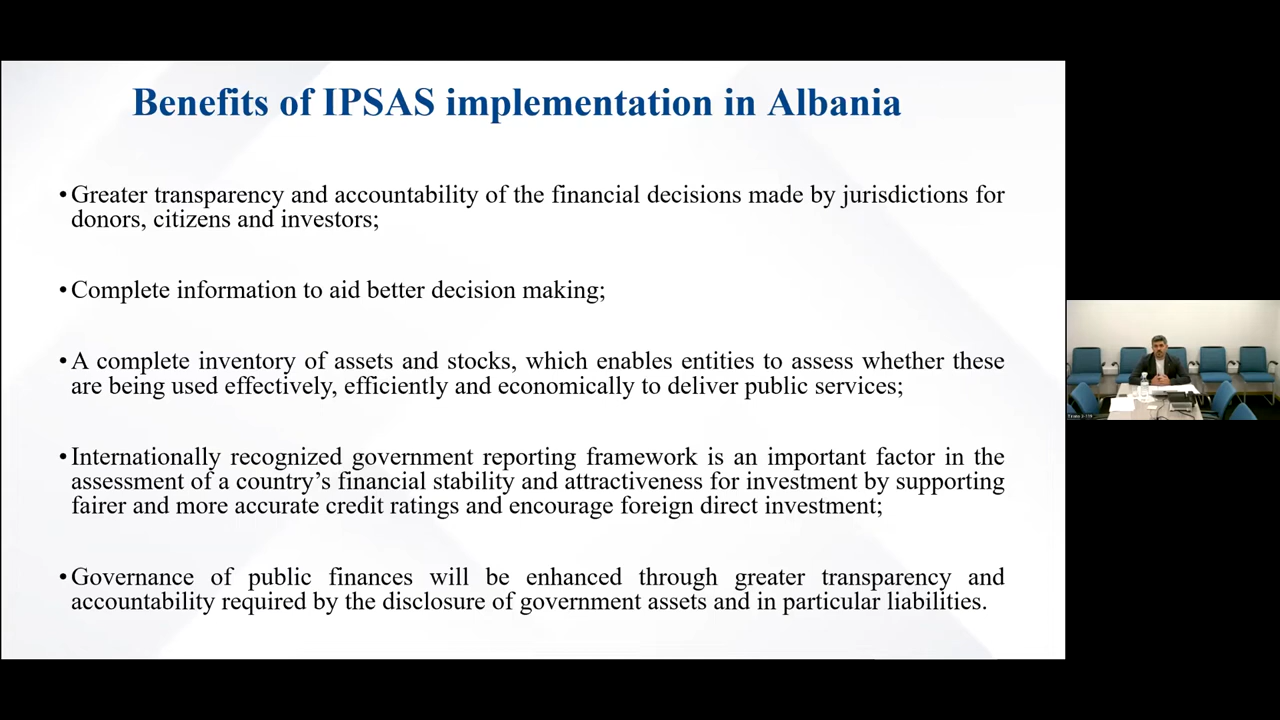 Benefits of IPSAS implementation in Albania
• Greater transparency and accountability of the financial decisions made by jurisdictions for
donors, citizens and investors;
• Complete information to aid better decision making;
• A complete inventory of assets and stocks, which enables entities to assess whether these
are being used effectively, efficiently and economically to deliver public services;
• Internationally recognized government reporting framework is an important factor in the
assessment of a country’s financial stability and attractiveness for investment by supporting
fairer and more accurate credit ratings and encourage foreign direct investment;
• Governance of public finances will be enhanced through greater transparency and
accountability required by the disclosure of government assets and in particular liabilities.